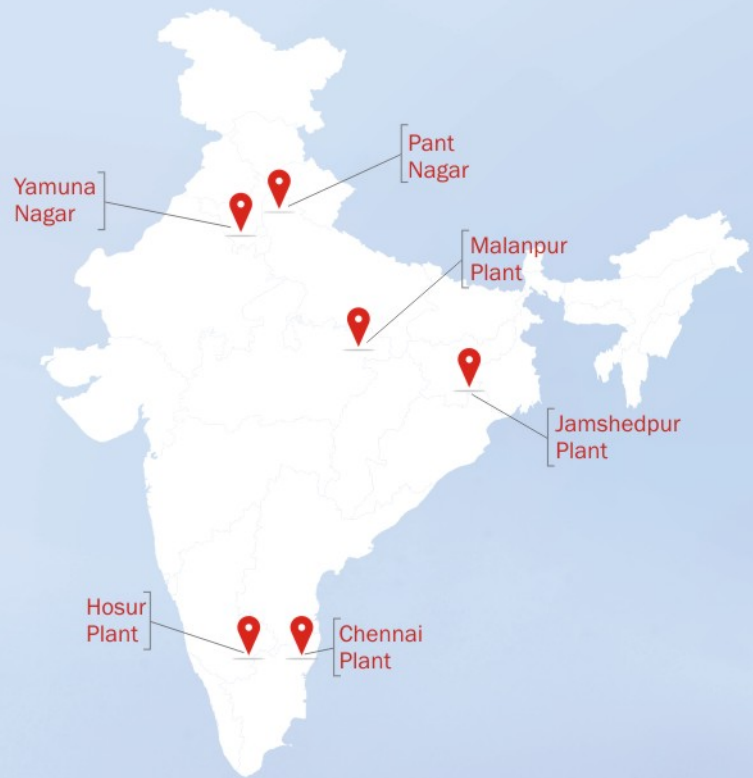 Pant
Nagar
Yamuna
Nagar
Malanpur
Plant
Jamshedpur
Plant
Hosur
Plant
Chennai
Plant